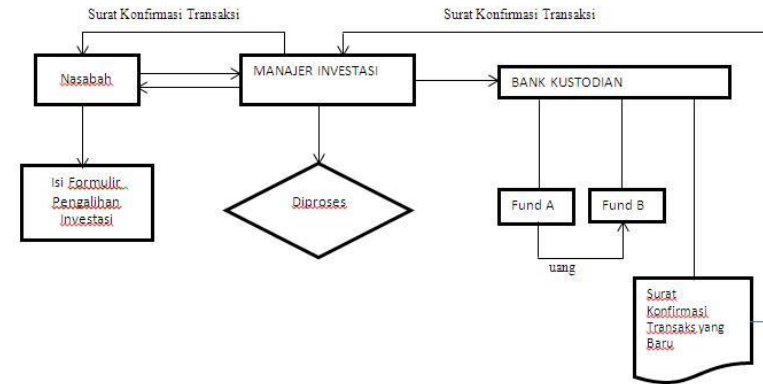 Surat Konfirmasi Transaksi
Surat Konfirmasi Transaksi
Nasabah
MANAJER INVESTASI
BANK KUSTODIAN
Isi Formulir
Pengalihan
Investasi
Diproses
Fund A
Fund B
uang
Surat
Konfirmasi
Transaks yang
Baru